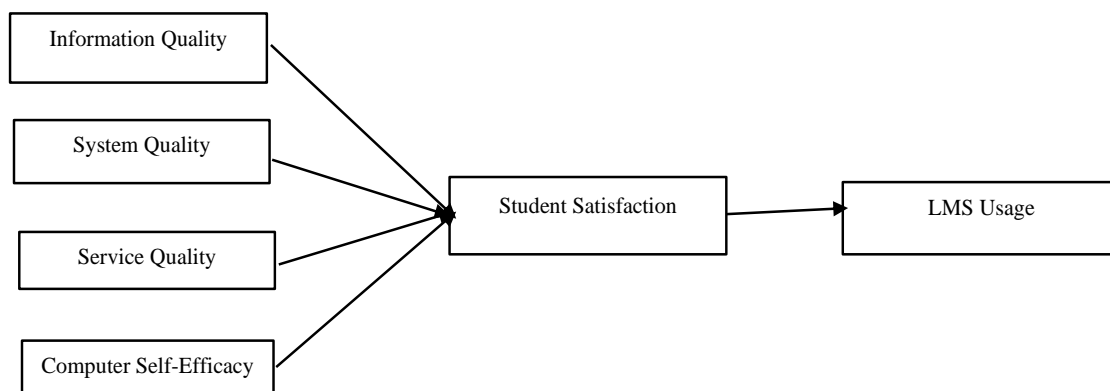 Information Quality
System Quality
Service Quality
Computer Self-Efficacy
Student Satisfaction
LMS Usage